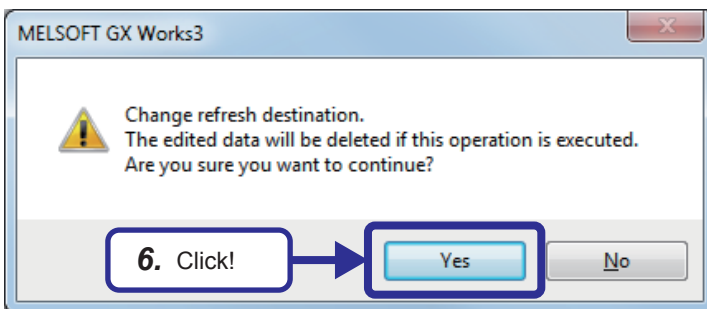 MELSOFT GX Works3
Change refresh destination.
The edited data will be deleted if this operation is executed.
Are you sure you want to continue?
6. Click!
Yes
No